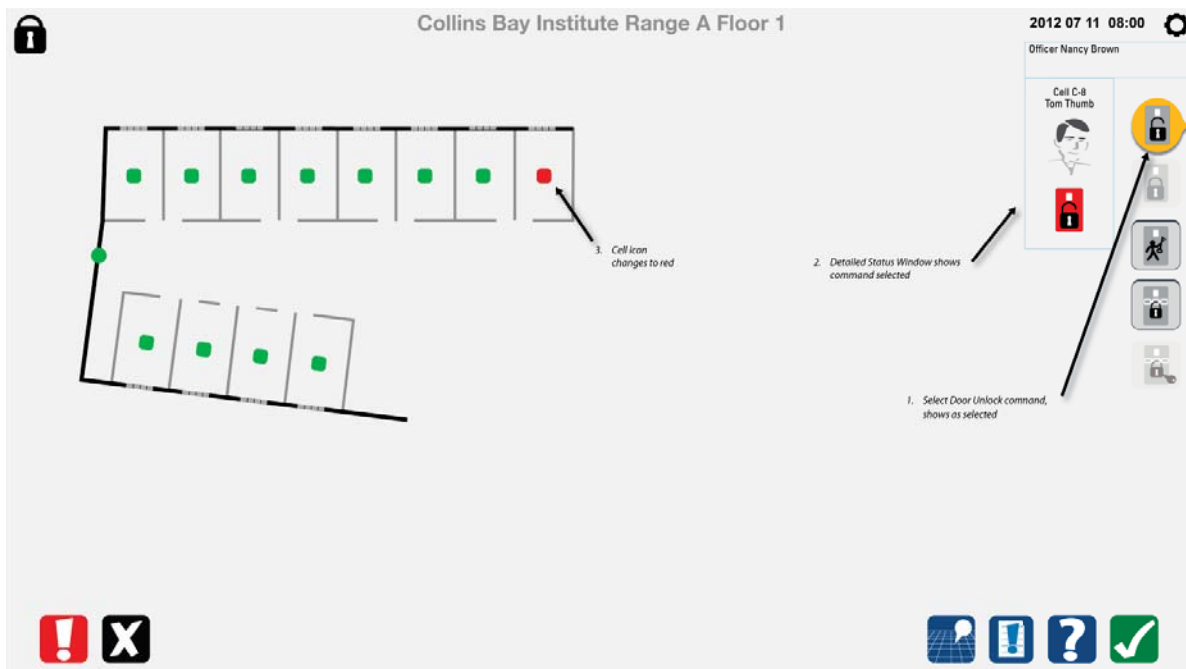 Collins Bay Institute Range A Floor 1
2012 07 11 08:00
Officer Nancy Brown
Cell C-8
Tom Thumb
3. Cell Icon
changes to red
2. Detailed Status Window shows
command selected
1. Select Door Unlock command,
shows as selected